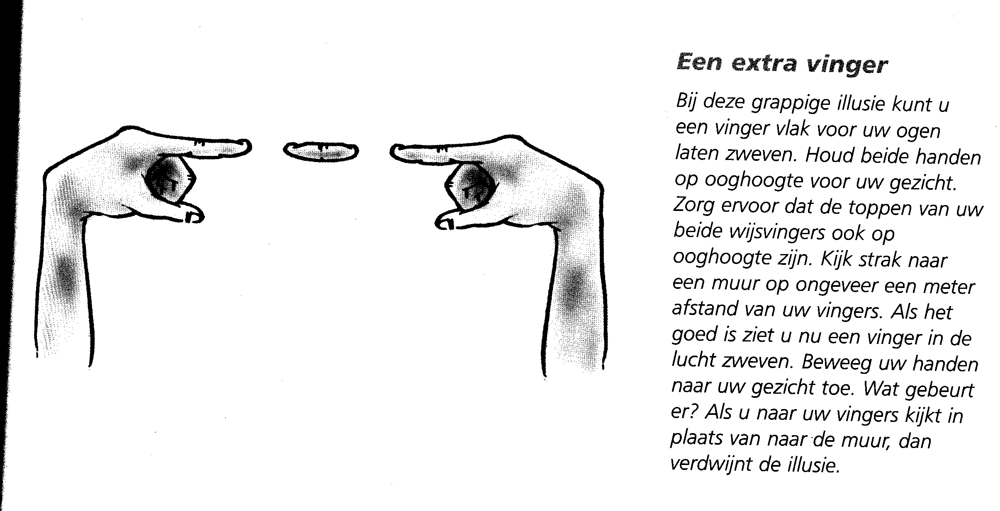 Een extra vinger
Bij deze grappige illusie kunt u
een vinger vlak voor uw ogen
laten zweven. Houd beide handen
op ooghoogte voor uw gezicht.
Zorg ervoor dat de toppen van uw
beide wijsvingers ook op
ooghoogte zijn. Kijk strak naar
een muur op ongeveer een meter
afstand van uw vingers. Als het
goed is ziet u nu een vinger in de
lucht zweven. Beweeg uw handen
naar uw gezicht toe. Wat gebeurt
er? Als u naar uw vingers kijkt in
plaats van naar de muur, dan
verdwijnt de illusie.